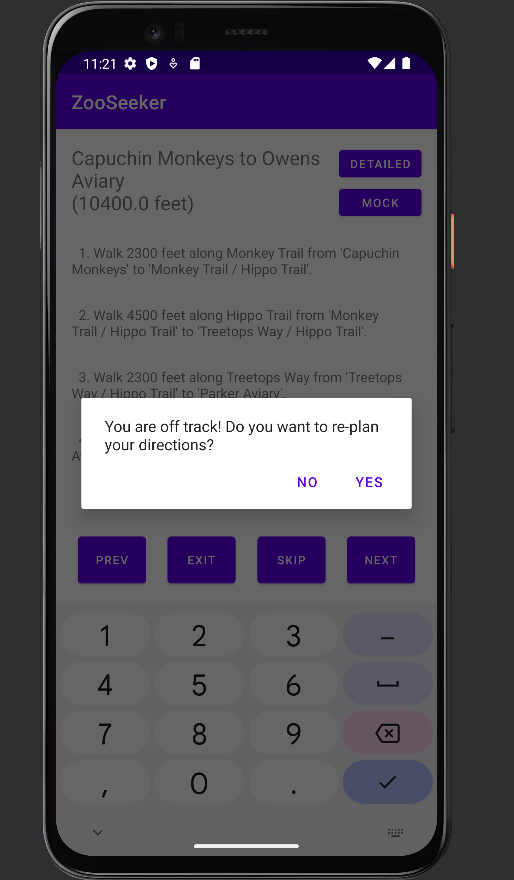 11:21
ZooSeeker
Capuchin Monkeys to Owens
Aviary
(10400.0 feet)
DETAILED
MOCK
1. Walk 2300 feet along Monkey Trail from 'Capuchin
Monkeys' to 'Monkey Trail / Hippo Trail'.
2. Walk 4500 feet along Hippo Trail from 'Monkey
Trail / Hippo Trail' to 'Treetops Way / Hippo Trail'.
3. Walk 2300 feet along Treetops Way from 'Treetops
Way / Hippo Trail' to 'Parker Aviary'.
You are off track! Do you want to re-plan
your directions?
NO
YES
PREV
EXIT
SKIP
NEXT
1
2
3
–
4
5
6
7
8
9
,
0
.